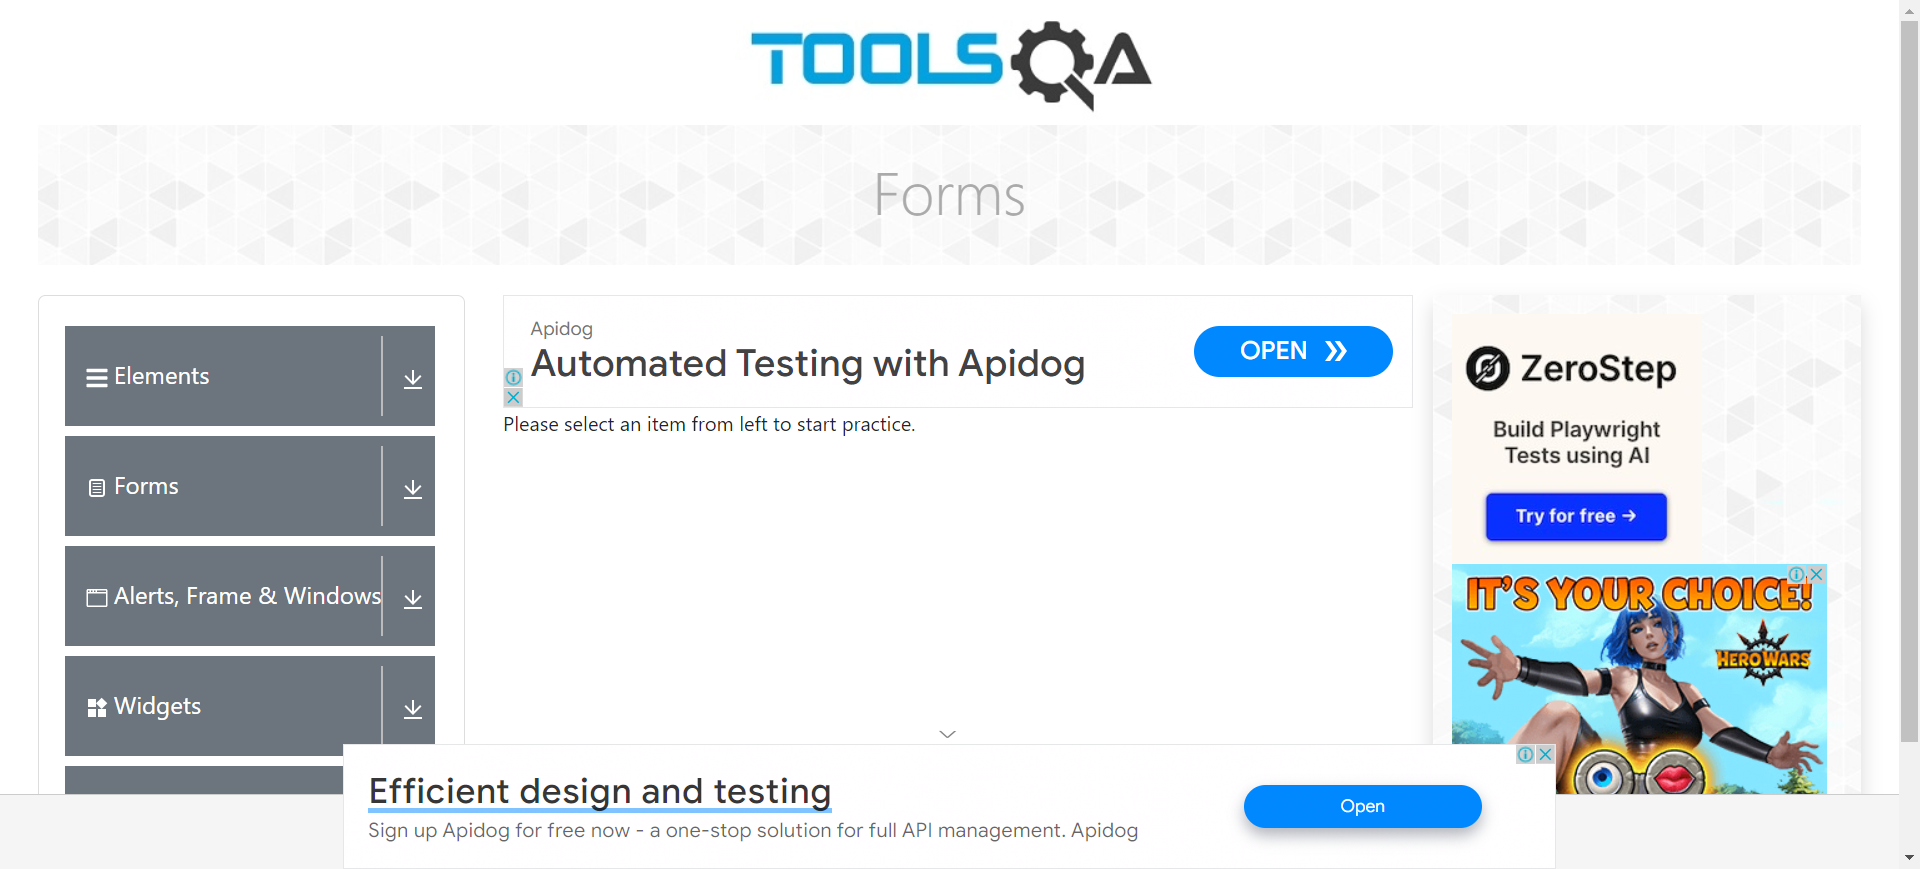 TOOLSQA
Forms
Elements
Forms
Alerts, Frame & Windows
Widgets
Apidog
Automated Testing with Apidog
OPEN
Please select an item from left to start practice.
ZeroStep
Build Playwright
Tests using AI
Try for free →
IT'S YOUR CHOICE!
HERO WARS
Efficient design and testing
Sign up Apidog for free now - a one-stop solution for full API management. Apidog
Open